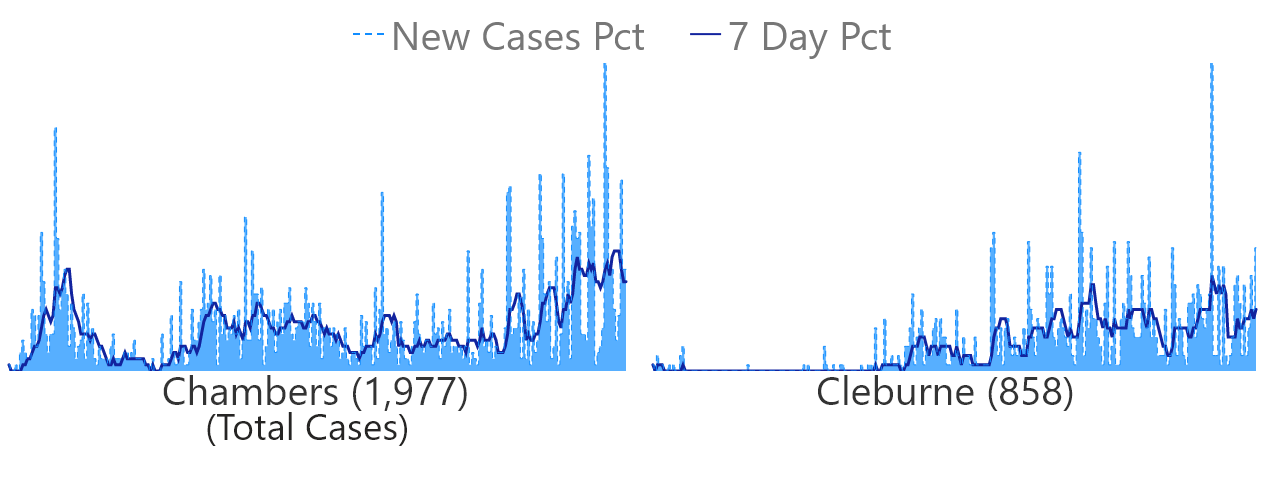 New Cases Pct 7 Day Pct
Chambers (1,977) Cleburne (858)
(Total Cases)